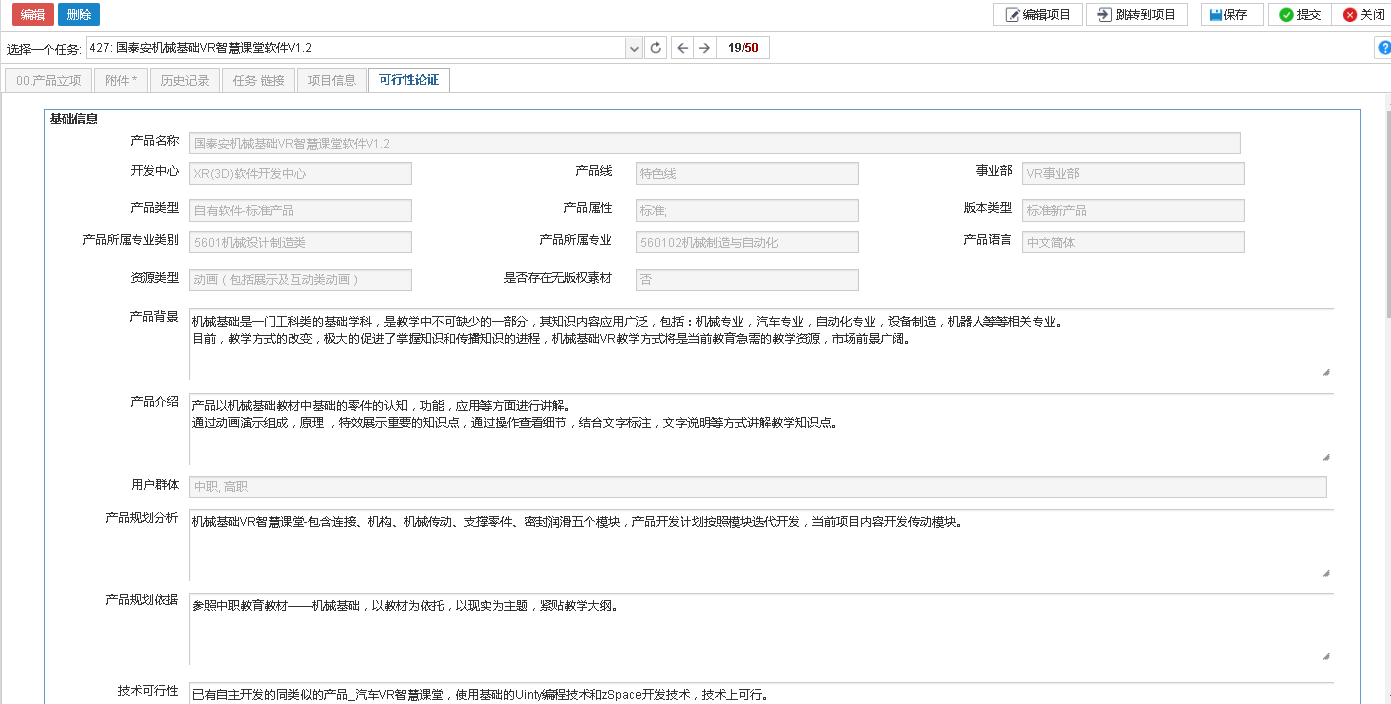 编辑 删除 编辑项目 跳转到项目 保存 提交 关闭
选择一个任务: 427: 国泰安机械基础VR智慧课堂软件V1.2 19/50
00.产品立项 附件* 历史记录 任务 链接 项目信息 可行性论证
基础信息
产品名称 国泰安机械基础VR智慧课堂软件V1.2
开发中心 XR(3D)软件开发中心 产品线 特色线 事业部 VR事业部
产品类型 自有软件-标准产品 产品属性 标准; 版本类型 标准新产品
产品所属专业类别 5601机械设计制造类 产品所属专业 560102机械制造与自动化 产品语言 中文简体
资源类型 动画（包括展示及互动类动画） 是否存在无版权素材 否
产品背景 机械基础是一门工科类的基础学科，是教学中不可缺少的一部分，其知识内容应用广泛，包括：机械专业，汽车专业，自动化专业，设备制造，机器人等等相关专业。
目前，教学方式的改变，极大的促进了掌握知识和传播知识的进程，机械基础VR教学方式将是当前教育急需的教学资源，市场前景广阔。
产品介绍 产品以机械基础教材中基础的零件的认知，功能，应用等方面进行讲解。
通过动画演示组成，原理 ，特效展示重要的知识点，通过操作查看细节，结合文字标注，文字说明等方式讲解教学知识点。
用户群体 中职, 高职
产品规划分析 机械基础VR智慧课堂-包含连接、机构、机械传动、支撑零件、密封润滑五个模块，产品开发计划按照模块迭代开发，当前项目内容开发传动模块。
产品规划依据 参照中职教育教材——机械基础，以教材为依托，以现实为主题，紧贴教学大纲。
技术可行性 已有自主开发的同类似的产品_汽车VR智慧课堂，使用基础的Uinty编程技术和zSpace开发技术，技术上可行。